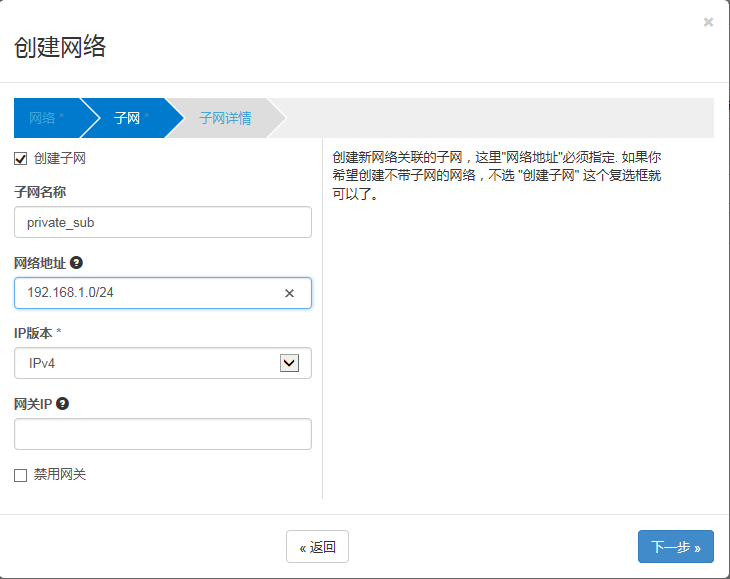 ×
创建网络
网络 * 子网 * 子网详情
创建子网
子网名称
private_sub
网络地址 ?
192.168.1.0/24 ×
IP版本 *
IPv4
网关IP ?
禁用网关
创建新网络关联的子网，这里"网络地址"必须指定. 如果你
希望创建不带子网的网络，不选 "创建子网" 这个复选框就
可以了。
« 返回
下一步 »